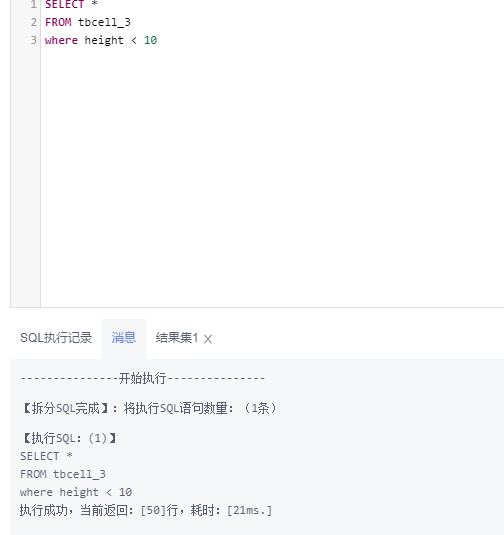 1 SELECT *
2 FROM tbcell_3
3 where height < 10
SQL执行记录 消息 结果集1 ×
---------------开始执行---------------
【拆分SQL完成】：将执行SQL语句数量：（1条）
【执行SQL：(1)】
SELECT *
FROM tbcell_3
where height < 10
执行成功，当前返回：[50]行，耗时：[21ms.]